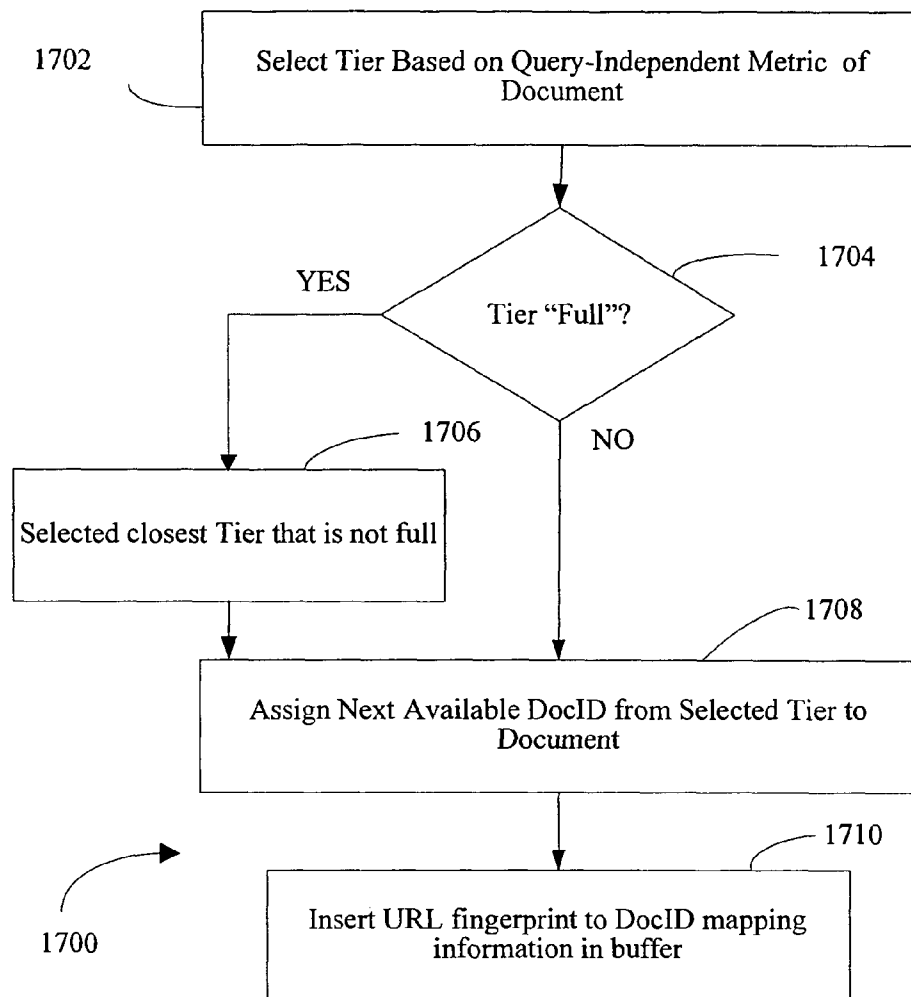 1702
Select Tier Based on Query-Independent Metric of
Document
1704
YES
Tier “Full”?
1706
NO
Selected closest Tier that is not full
1708
Assign Next Available DocID from Selected Tier to
Document
1710
Insert URL fingerprint to DocID mapping
information in buffer
1700